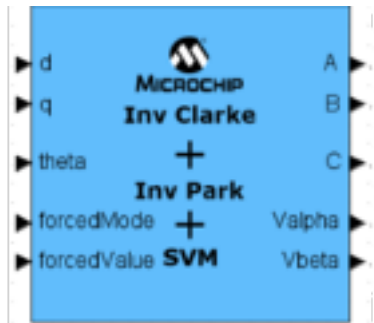 d A
MICROCHIP
q Inv Clarke B
+
theta C
Inv Park
forcedMode + Valpha
forcedValue SVM Vbeta